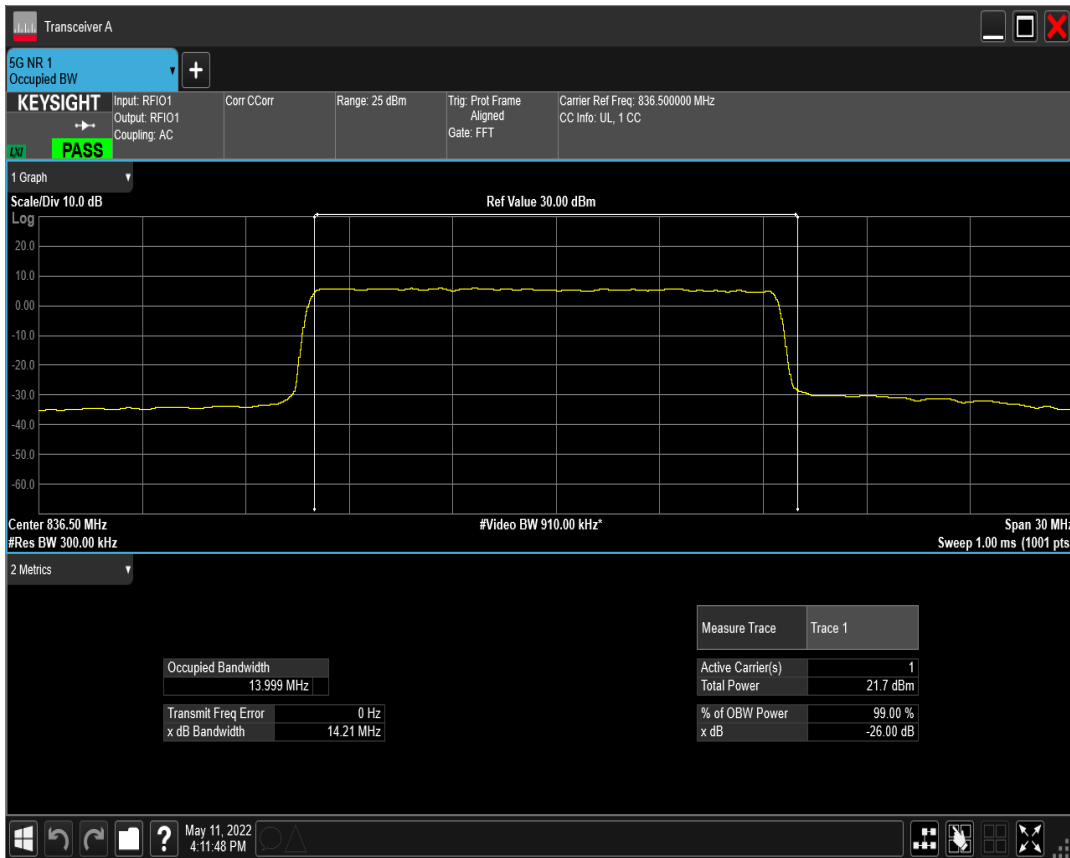 Transceiver A
5G NR 1
Occupied BW
+
KEYSIGHT
LXI
PASS
Input: RFIO1
Output: RFIO1
Coupling: AC
Corr CCorr
Range: 25 dBm
Trig: Prot Frame
Aligned
Gate: FFT
Carrier Ref Freq: 836.500000 MHz
CC Info: UL, 1 CC
1 Graph
Scale/Div 10.0 dB
Ref Value 30.00 dBm
Log
20.0
10.0
0.00
-10.0
-20.0
-30.0
-40.0
-50.0
-60.0
Center 836.50 MHz
#Video BW 910.00 kHz*
Span 30 MHz
#Res BW 300.00 kHz
Sweep 1.00 ms (1001 pts
2 Metrics
Measure Trace Trace 1
Occupied Bandwidth
13.999 MHz
Active Carrier(s) 1
Total Power 21.7 dBm
Transmit Freq Error 0 Hz
x dB Bandwidth 14.21 MHz
% of OBW Power 99.00 %
x dB -26.00 dB
?
May 11, 2022
4:11:48 PM